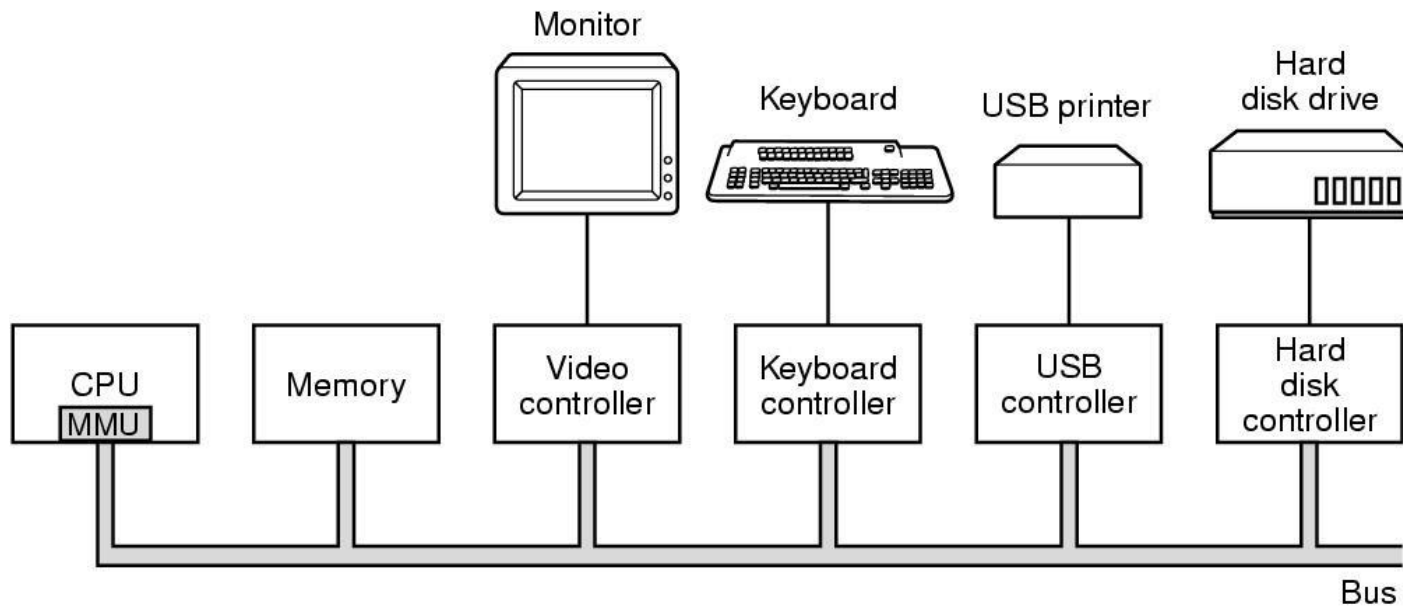 Monitor
Keyboard
USB printer
Hard
disk drive
CPU
MMU
Memory
Video
controller
Keyboard
controller
USB
controller
Hard
disk
controller
Bus